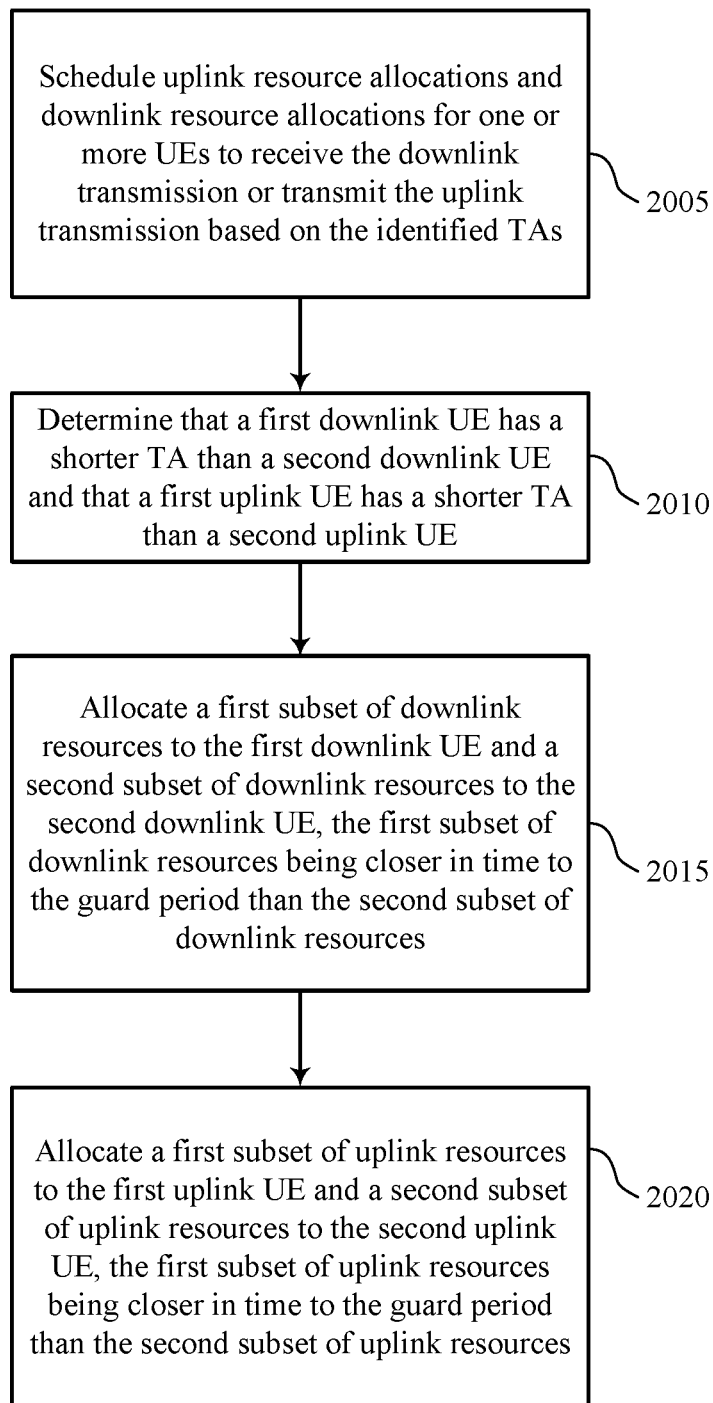 Schedule uplink resource allocations and
downlink resource allocations for one or
more UEs to receive the downlink
transmission or transmit the uplink
transmission based on the identified TAs
2005
Determine that a first downlink UE has a
shorter TA than a second downlink UE
and that a first uplink UE has a shorter TA
than a second uplink UE
2010
Allocate a first subset of downlink
resources to the first downlink UE and a
second subset of downlink resources to the
second downlink UE, the first subset of
downlink resources being closer in time to
the guard period than the second subset of
downlink resources
2015
Allocate a first subset of uplink resources
to the first uplink UE and a second subset
of uplink resources to the second uplink
UE, the first subset of uplink resources
being closer in time to the guard period
than the second subset of uplink resources
2020